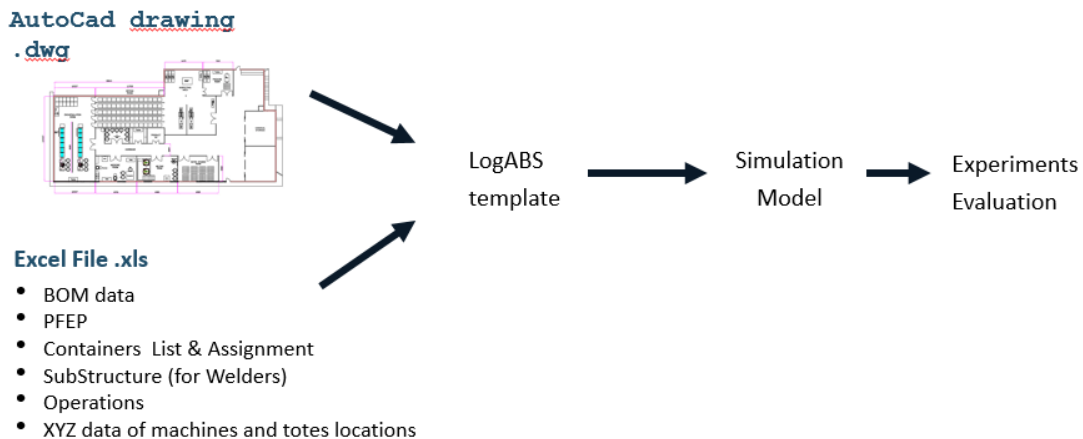 AutoCad drawing
.dwg
LogABS
template
Simulation
Model
Experiments
Evaluation
Excel File .xls
• BOM data
• PFEP
• Containers List & Assignment
• SubStructure (for Welders)
• Operations
• XYZ data of machines and totes locations